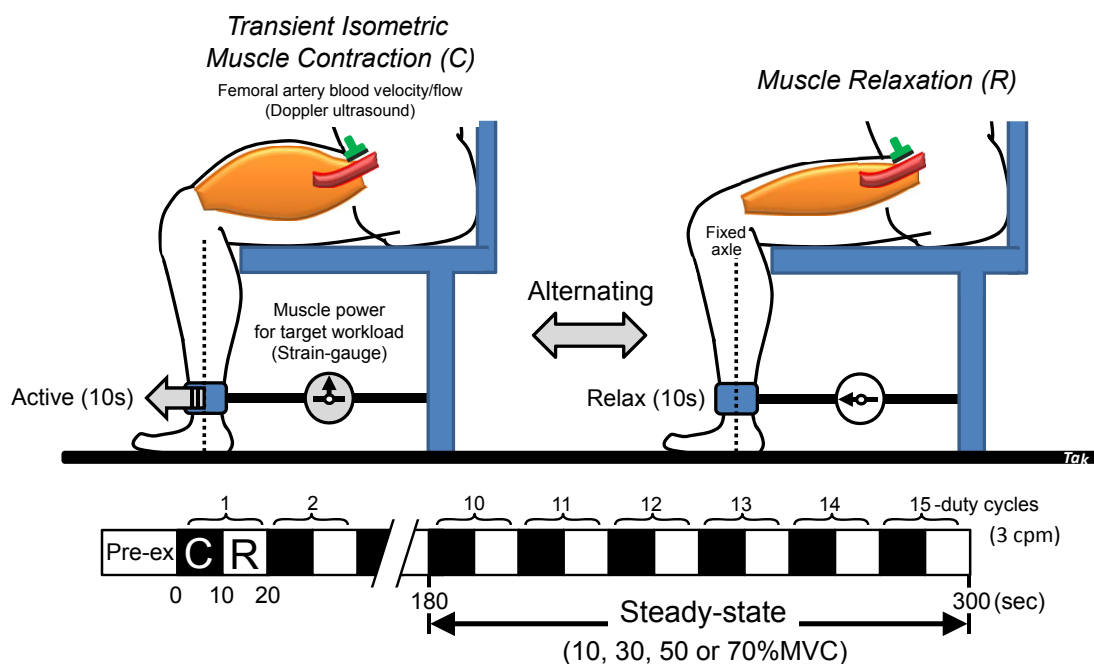 Transient Isometric
Muscle Contraction (C)
Femoral artery blood velocity/flow
(Doppler ultrasound)
Muscle Relaxation (R)
Fixed
axle
Alternating
Muscle power
for target workload
(Strain-gauge)
Active (10s)
Relax (10s)
Tak
1
2
10
11
12
13
14
15 -duty cycles
(3 cpm)
Pre-ex
C
R
0
10
20
180
300 (sec)
Steady-state
(10, 30, 50 or 70%MVC)